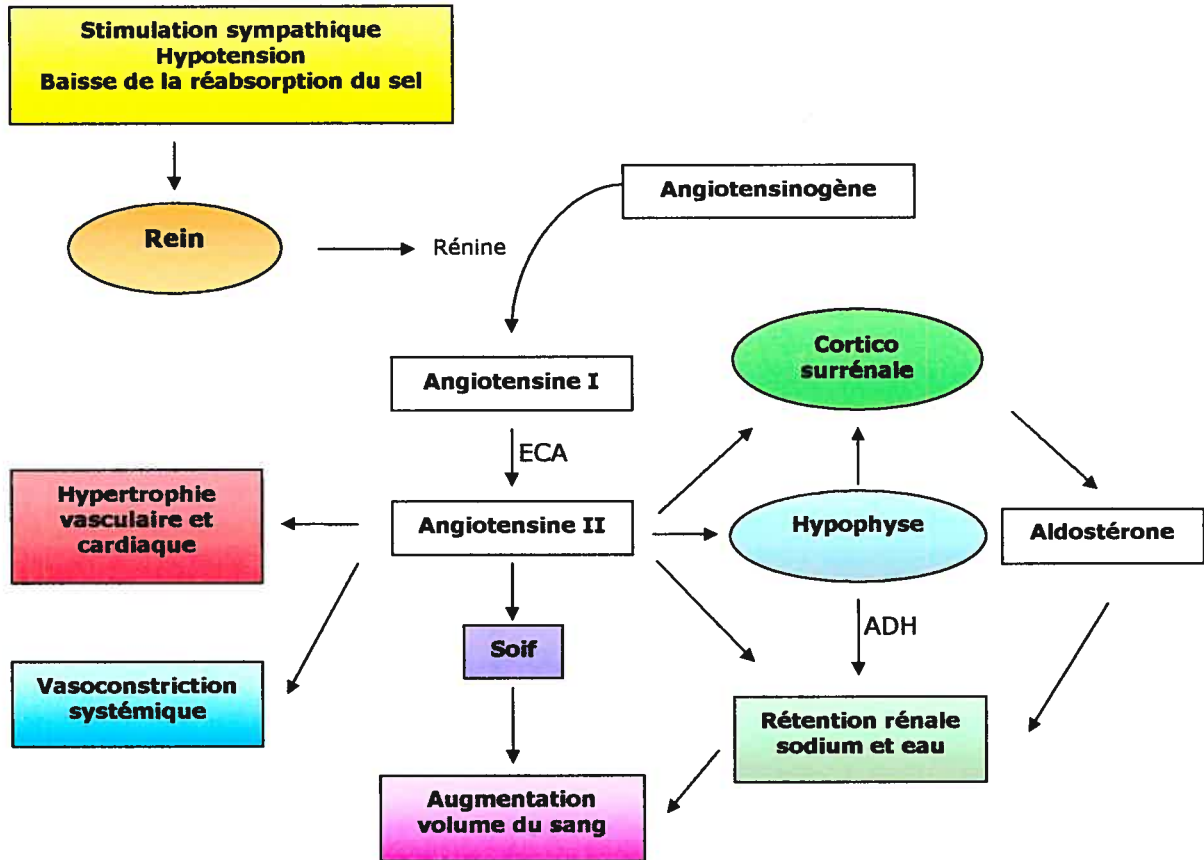 Stimulation sympathique
Hypotension
Baisse de la réabsorption du sel
Angiotensinogène
Rein
Rénine
Cortico
surrénale
Angiotensine I
ECA
Hypertrophie
vasculaire et
cardiaque
Angiotensine II
Hypophyse
Aldostérone
ADH
Soif
Vasoconstriction
systémique
Rétention rénale
sodium et eau
Augmentation
volume du sang